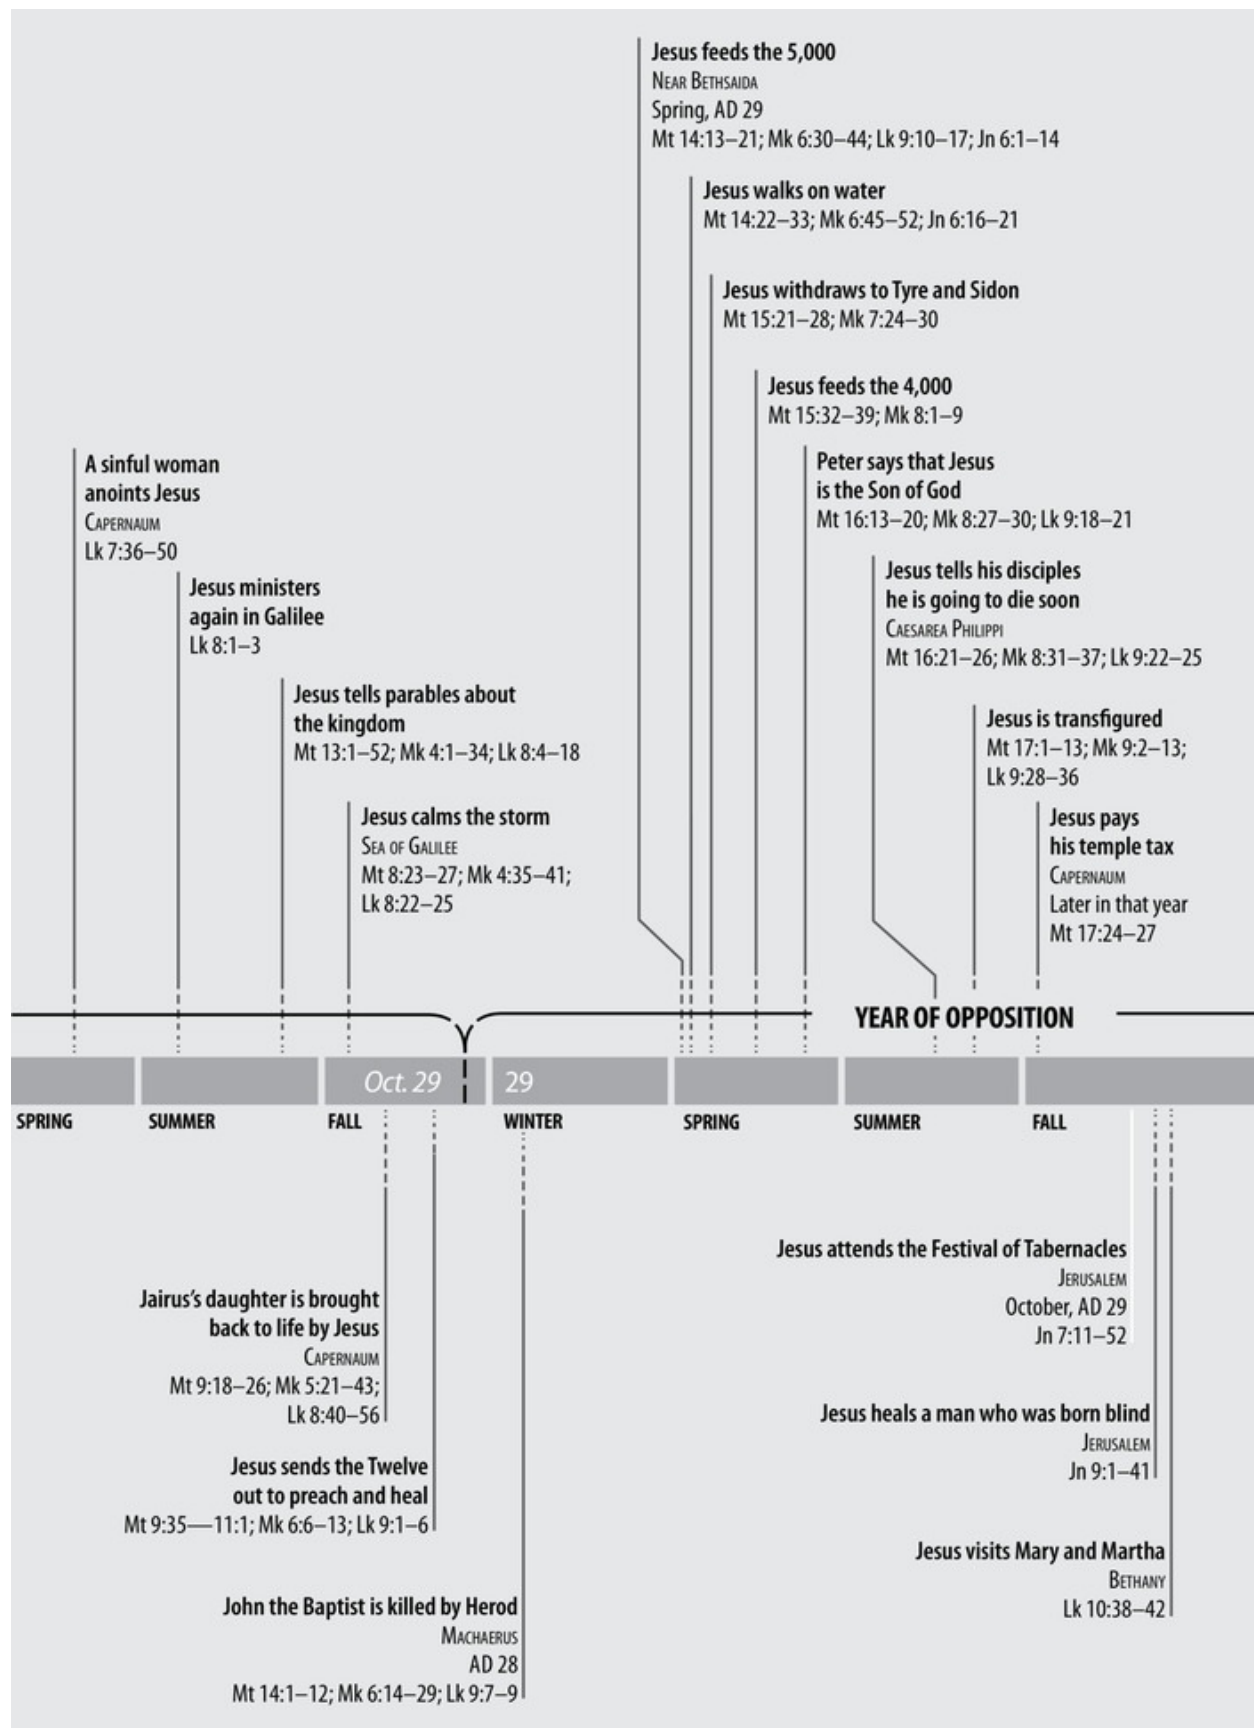 Jesus feeds the 5,000
Near Bethsaida
Spring, AD 29
Mt 14:13–21; Mk 6:30–44; Lk 9:10–17; Jn 6:1–14
Jesus walks on water
Mt 14:22–33; Mk 6:45–52; Jn 6:16–21
Jesus withdraws to Tyre and Sidon
Mt 15:21–28; Mk 7:24–30
Jesus feeds the 4,000
Mt 15:32–39; Mk 8:1–9
Peter says that Jesus
is the Son of God
Mt 16:13–20; Mk 8:27–30; Lk 9:18–21
A sinful woman
anoints Jesus
Capernaum
Lk 7:36–50
Jesus ministers
again in Galilee
Lk 8:1–3
Jesus tells his disciples
he is going to die soon
Caesarea Philippi
Mt 16:21–26; Mk 8:31–37; Lk 9:22–25
Jesus tells parables about
the kingdom
Mt 13:1–52; Mk 4:1–34; Lk 8:4–18
Jesus is transfigured
Mt 17:1–13; Mk 9:2–13;
Lk 9:28–36
Jesus calms the storm
Sea of Galilee
Mt 8:23–27; Mk 4:35–41;
Lk 8:22–25
Jesus pays
his temple tax
Capernaum
Later in that year
Mt 17:24–27
YEAR OF OPPOSITION
Oct. 29 29
SPRING SUMMER FALL WINTER SPRING SUMMER FALL
Jairus's daughter is brought
back to life by Jesus
Capernaum
Mt 9:18–26; Mk 5:21–43;
Lk 8:40–56
Jesus sends the Twelve
out to preach and heal
Mt 9:35—11:1; Mk 6:6–13; Lk 9:1–6
John the Baptist is killed by Herod
Machaerus
AD 28
Mt 14:1–12; Mk 6:14–29; Lk 9:7–9
Jesus attends the Festival of Tabernacles
Jerusalem
October, AD 29
Jn 7:11–52
Jesus heals a man who was born blind
Jerusalem
Jn 9:1–41
Jesus visits Mary and Martha
Bethany
Lk 10:38–42